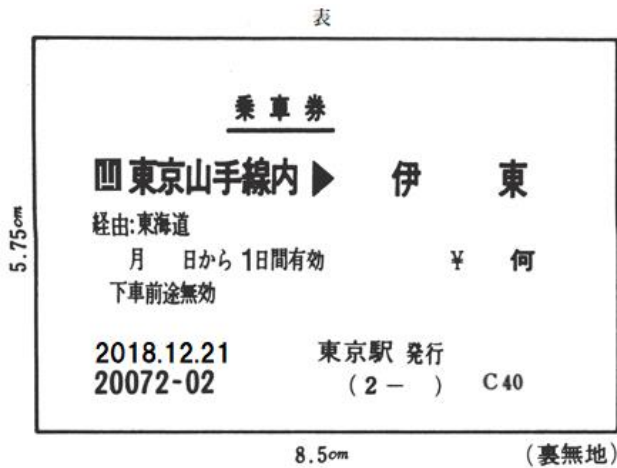 表
乗車券
山 東京山手線内 ▶ 伊東
経由:東海道
月 日から1日間有効 ¥ 何
下車前途無効
2018.12.21 東京駅 発行
20072-02 (2- ) C40
5.75cm
8.5cm (裏無地)